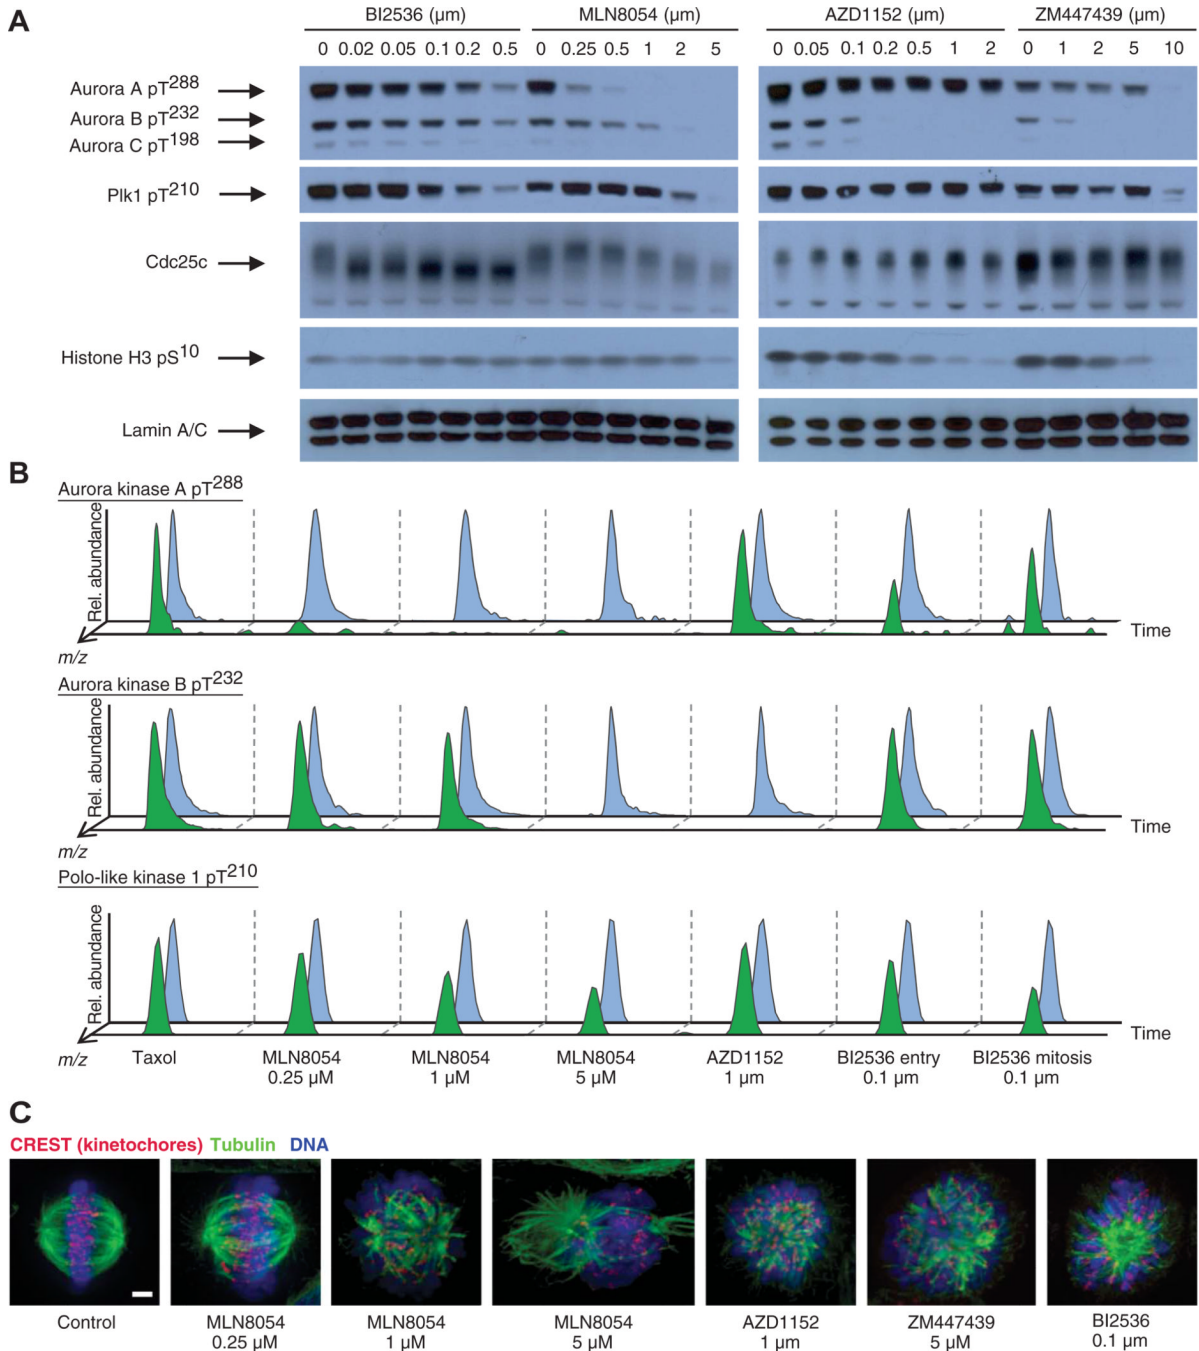 A
BI2536 (μm) MLN8054 (μm) AZD1152 (μm) ZM447439 (μm)
0 0.02 0.05 0.1 0.2 0.5 0 0.25 0.5 1 2 5 0 0.05 0.1 0.2 0.5 1 2 0 1 2 5 10
Aurora A pT288
Aurora B pT232
Aurora C pT198
Plk1 pT210
Cdc25c
Histone H3 pS10
Lamin A/C
B
Aurora kinase A pT288
Rel. abundance
Time
m/z
Aurora kinase B pT232
Rel. abundance
Time
m/z
Polo-like kinase 1 pT210
Rel. abundance
Time
m/z
Taxol MLN8054 MLN8054 MLN8054 AZD1152 BI2536 entry BI2536 mitosis
0.25 μM 1 μM 5 μM 1 μm 0.1 μm 0.1 μm
C
CREST (kinetochores) Tubulin DNA
Control MLN8054 MLN8054 MLN8054 AZD1152 ZM447439 BI2536
0.25 μM 1 μM 5 μM 1 μm 5 μM 0.1 μm